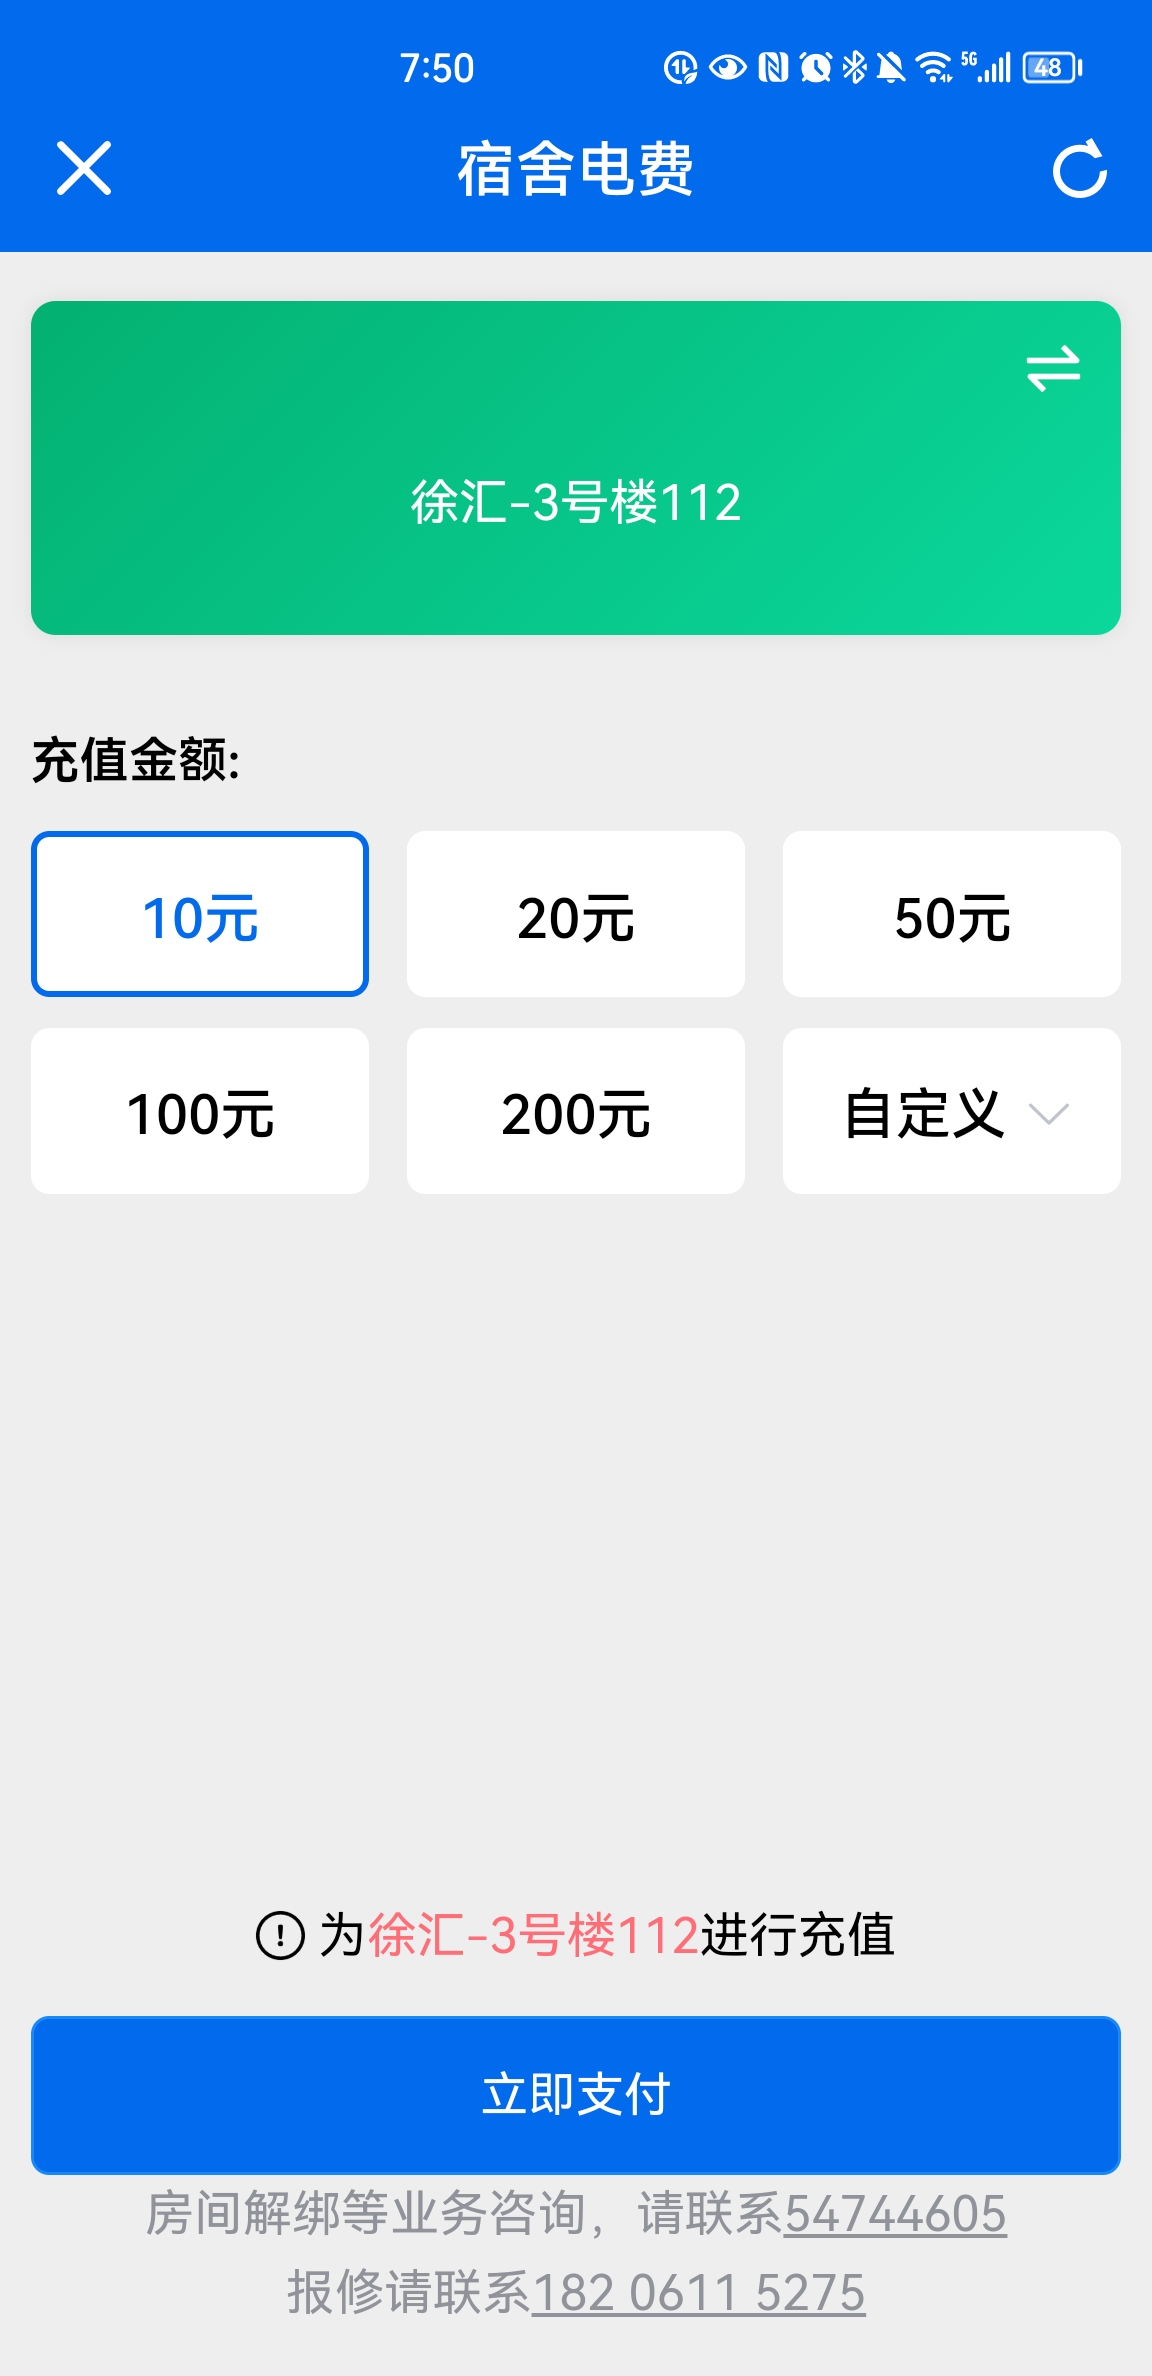 7:50
5G
48
宿舍电费
徐汇-3号楼112
充值金额:
10元
20元
50元
100元
200元
自定义
为徐汇-3号楼112进行充值
立即支付
房间解绑等业务咨询，请联系54744605
报修请联系182 0611 5275